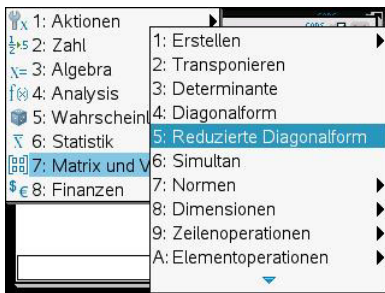 1: Aktionen
2: Zahl
3: Algebra
4: Analysis
5:
6: Statistik
7: Matrix und V
8: Finanzen
1: Erstellen
2: Transponieren
3: Determinante
4: Diagonalform
5: Reduzierte Diagonalform
6: Simultan
7: Normen
8: Dimensionen
9: Zeilenoperationen
A: Elementoperationen